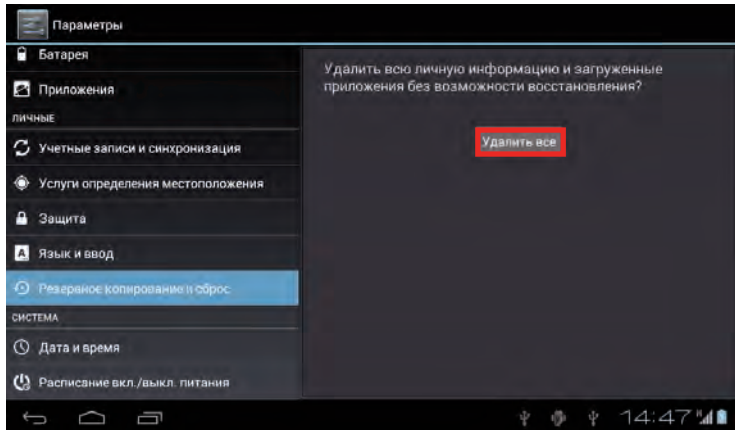 Параметры
Батарея
Приложения
ЛИЧНЫЕ
Учетные записи и синхронизация
Услуги определения местоположения
Защита
A Язык и ввод
Резервное копирование и сброс
СИСТЕМА
Дата и время
Расписание вкл./выкл. питания
Удалить всю личную информацию и загруженные
приложения без возможности восстановления?
Удалить все
14:47